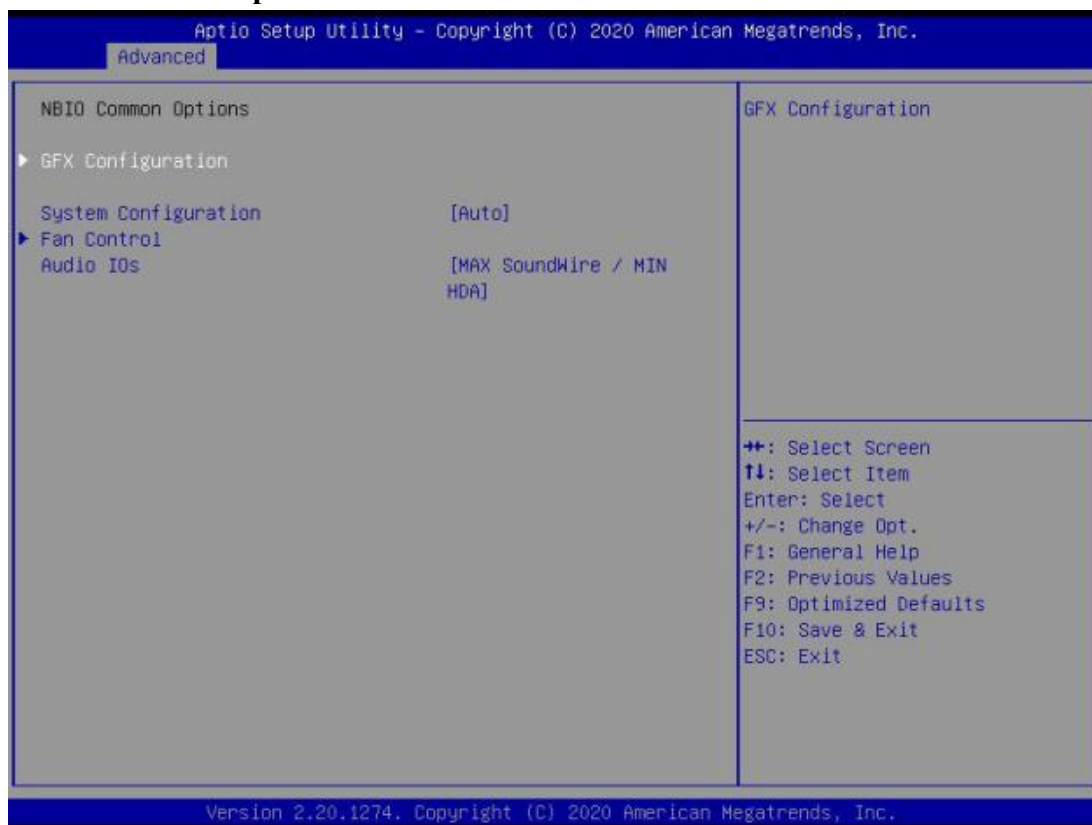 Aptio Setup Utility – Copyright (C) 2020 American Megatrends, Inc.
Advanced
NBIO Common Options
GFX Configuration
System Configuration [Auto]
Fan Control
Audio IOs [MAX SoundWire / MIN
HDA]
GFX Configuration
→←: Select Screen
↑↓: Select Item
Enter: Select
+/-: Change Opt.
F1: General Help
F2: Previous Values
F9: Optimized Defaults
F10: Save & Exit
ESC: Exit
Version 2.20.1274. Copyright (C) 2020 American Megatrends, Inc.